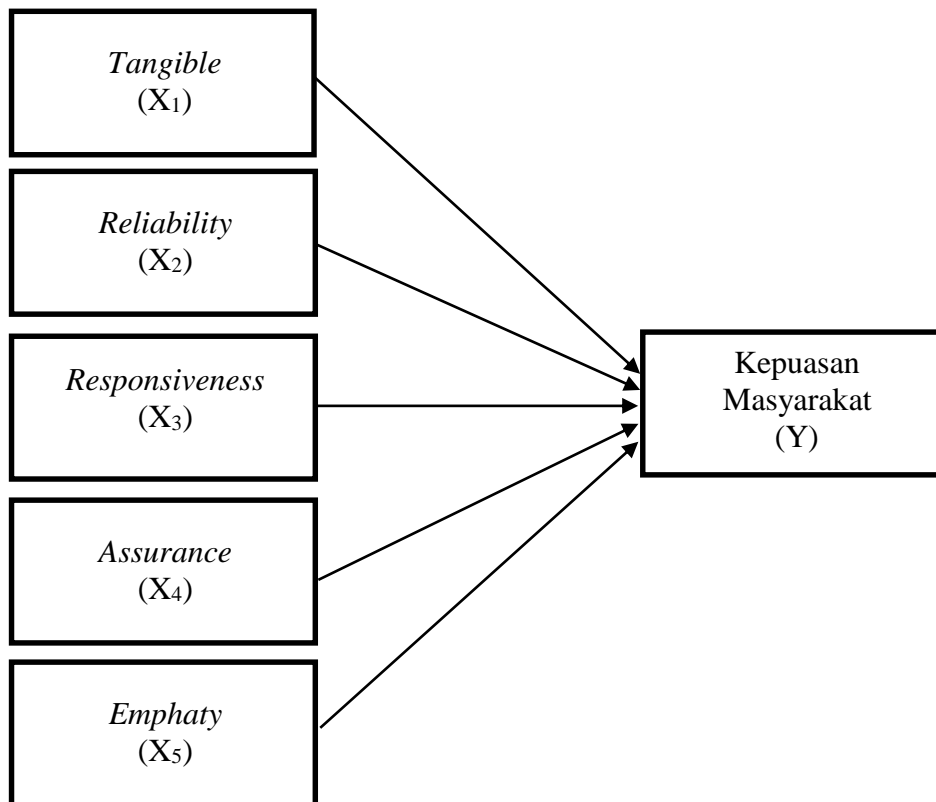 Tangible
(X₁)
Reliability
(X₂)
Responsiveness
(X₃)
Assurance
(X₄)
Emphaty
(X₅)
Kepuasan
Masyarakat
(Y)